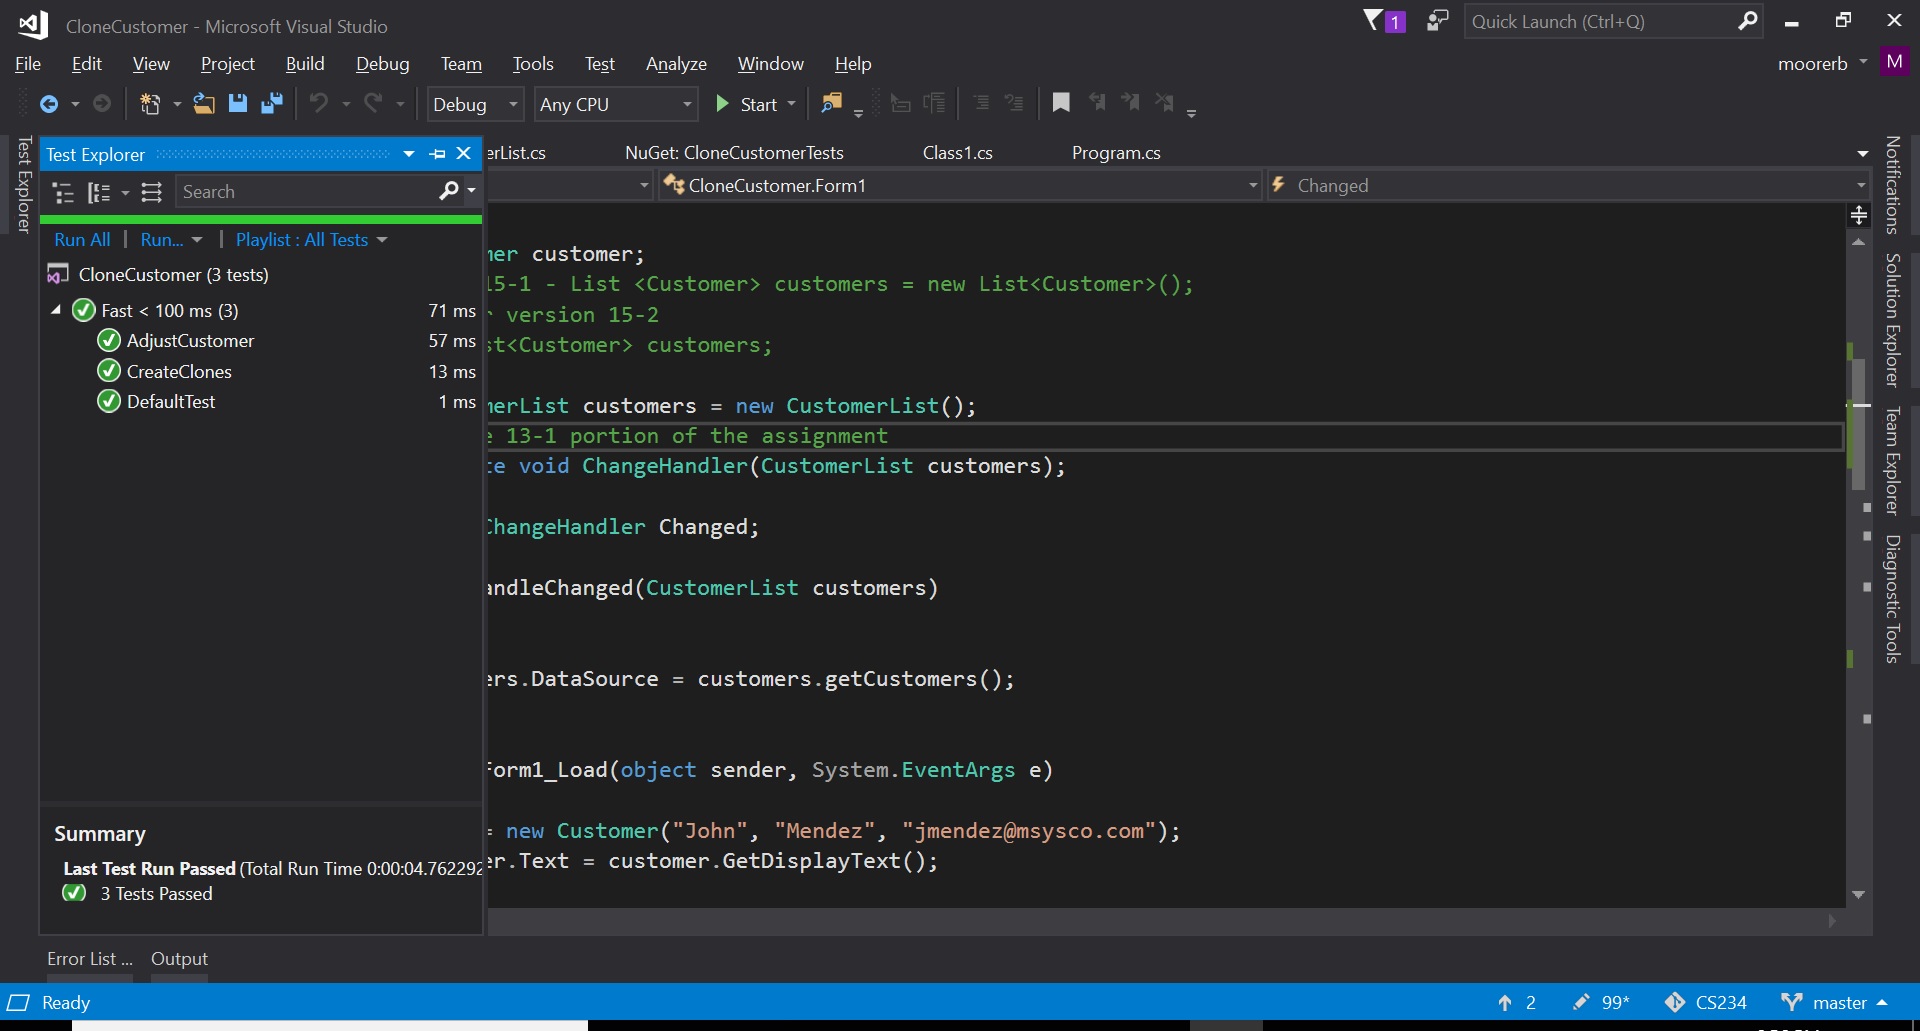 CloneCustomer - Microsoft Visual Studio
1
Quick Launch (Ctrl+Q)
File Edit View Project Build Debug Team Tools Test Analyze Window Help
moorerb M
Debug Any CPU Start
Test Explorer
Test Explorer
erList.cs NuGet: CloneCustomerTests Class1.cs Program.cs
Search
CloneCustomer.Form1 Changed
Run All | Run... | Playlist : All Tests
CloneCustomer (3 tests)
Fast < 100 ms (3) 71 ms
AdjustCustomer 57 ms
CreateClones 13 ms
DefaultTest 1 ms
mer customer;
15-1 - List <Customer> customers = new List<Customer>();
r version 15-2
st<Customer> customers;
merList customers = new CustomerList();
e 13-1 portion of the assignment
te void ChangeHandler(CustomerList customers);
ChangeHandler Changed;
andleChanged(CustomerList customers)
ers.DataSource = customers.getCustomers();
Form1_Load(object sender, System.EventArgs e)
= new Customer("John", "Mendez", "jmendez@msysco.com");
er.Text = customer.GetDisplayText();
Summary
Last Test Run Passed (Total Run Time 0:00:04.762292
3 Tests Passed
Notifications
Solution Explorer
Team Explorer
Diagnostic Tools
Error List ... Output
Ready
2 99* CS234 master